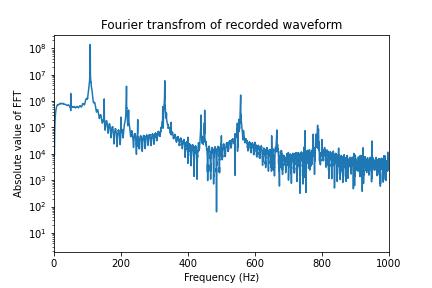 Fourier transfrom of recorded waveform
Absolute value of FFT
10⁸
10⁷
10⁶
10⁵
10⁴
10³
10²
10¹
0 200 400 600 800 1000
Frequency (Hz)